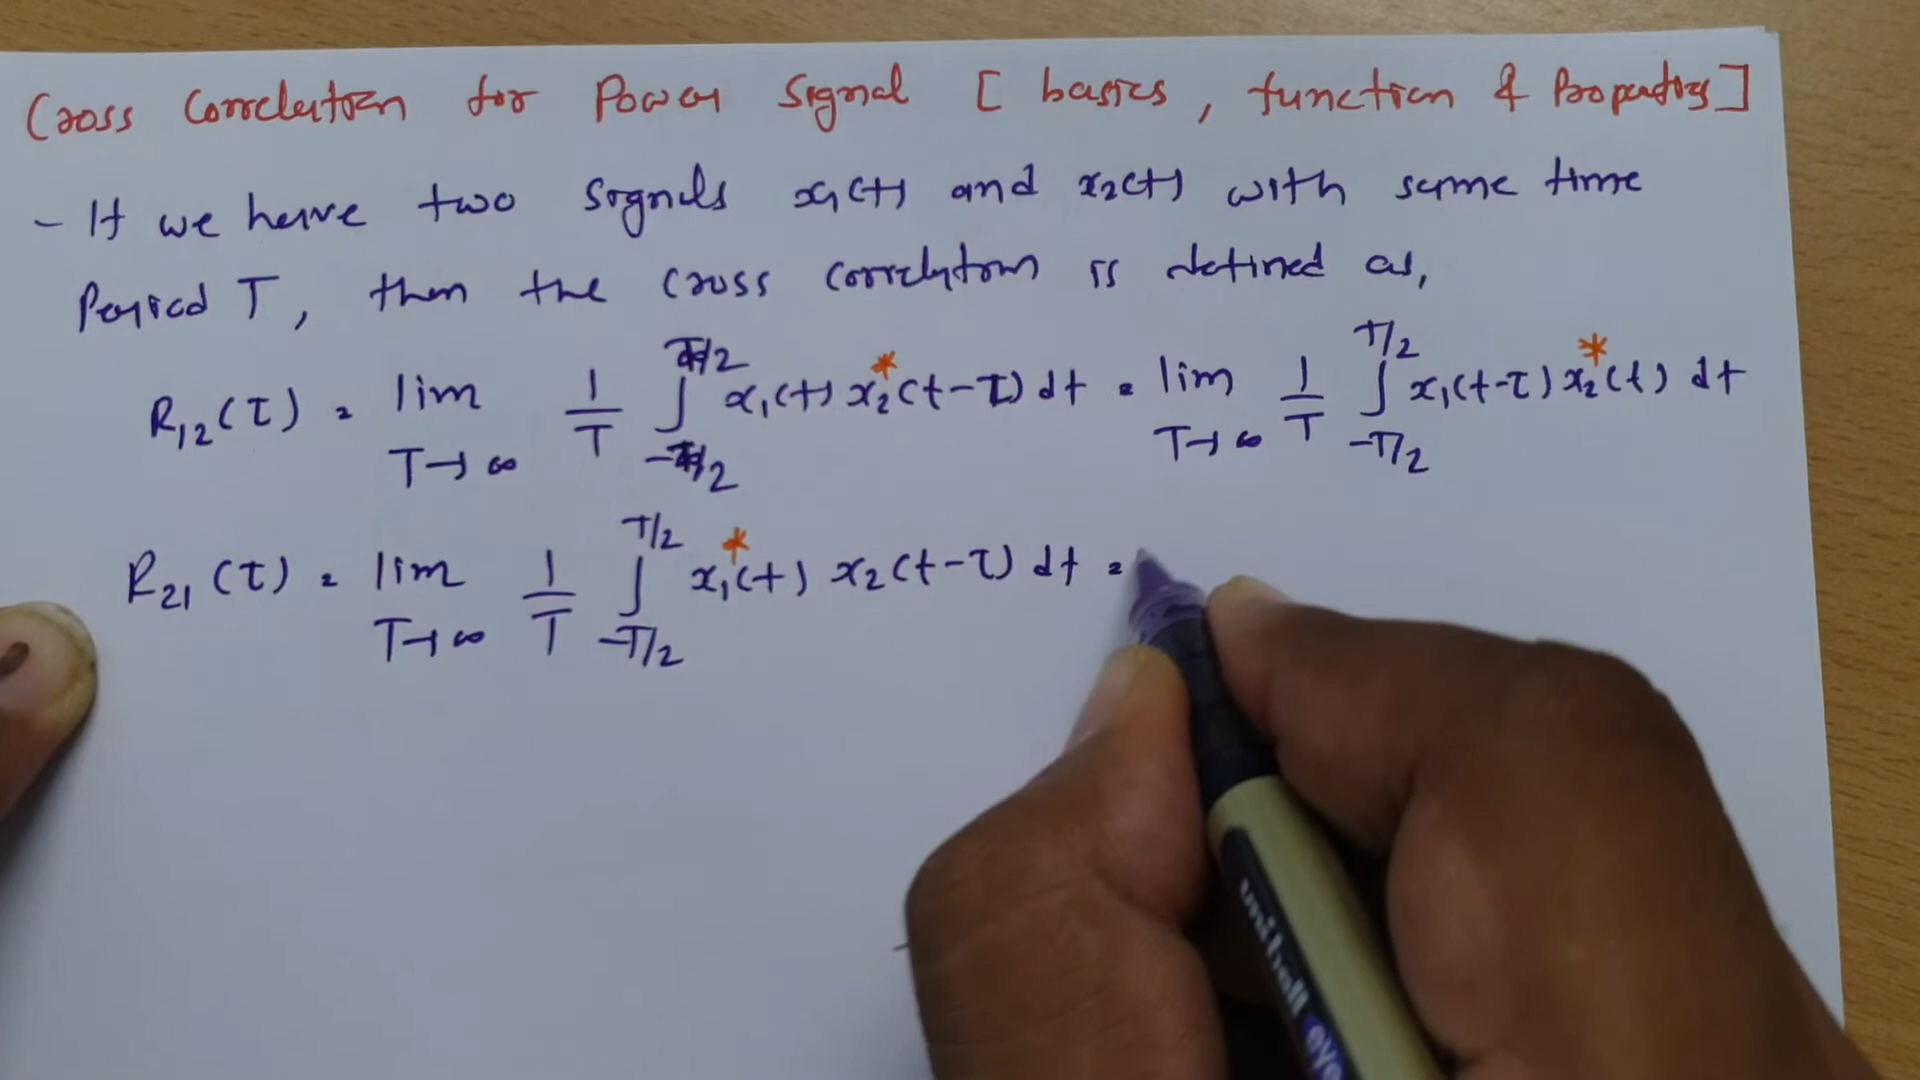 Cross Correlation for Power Signal [ basics , function & Properties ]
- If we have two signals x₁(t) and x₂(t) with same time
Period T , then the cross correlation is defined as,
R₁₂(τ) = lim T→∞ 1/T ∫_{-T/2}^{T/2} x₁(t) x₂*(t-τ) dt = lim T→∞ 1/T ∫_{-T/2}^{T/2} x₁(t-τ) x₂*(t) dt
R₂₁(τ) = lim T→∞ 1/T ∫_{-T/2}^{T/2} x₁*(t) x₂(t-τ) dt =
uniball eye